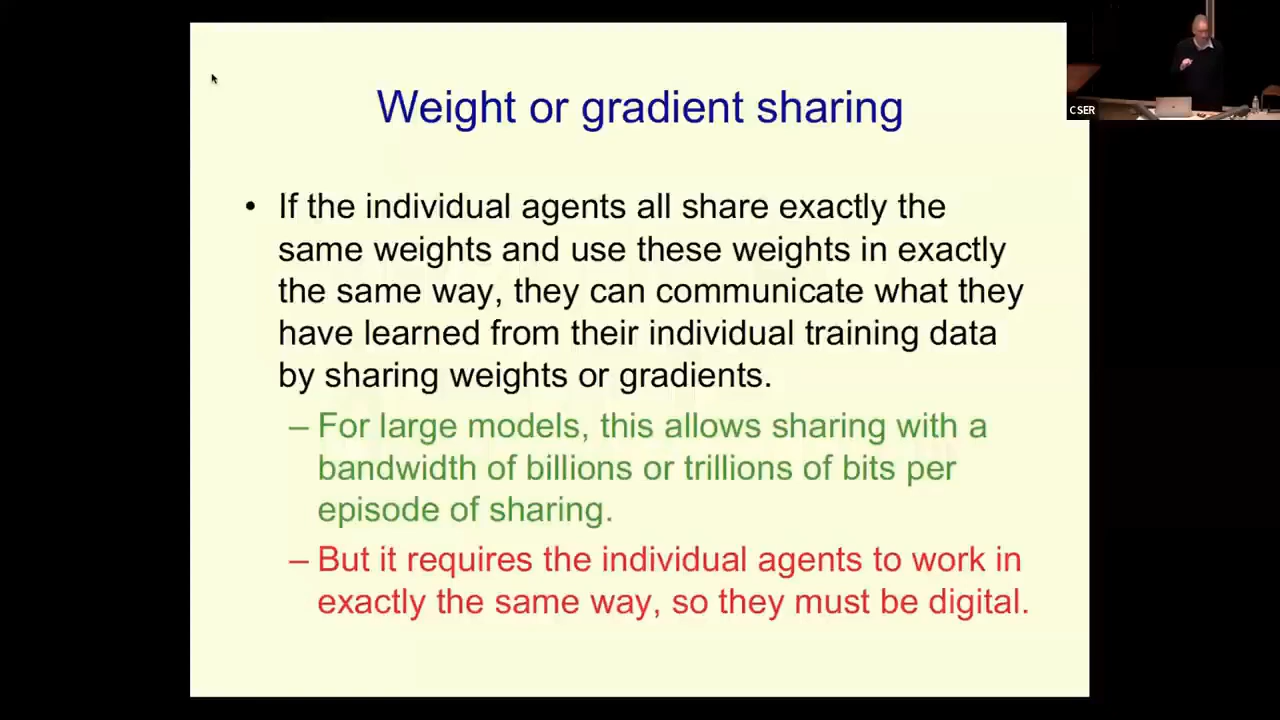 Weight or gradient sharing
CSER
• If the individual agents all share exactly the
same weights and use these weights in exactly
the same way, they can communicate what they
have learned from their individual training data
by sharing weights or gradients.
– For large models, this allows sharing with a
bandwidth of billions or trillions of bits per
episode of sharing.
– But it requires the individual agents to work in
exactly the same way, so they must be digital.